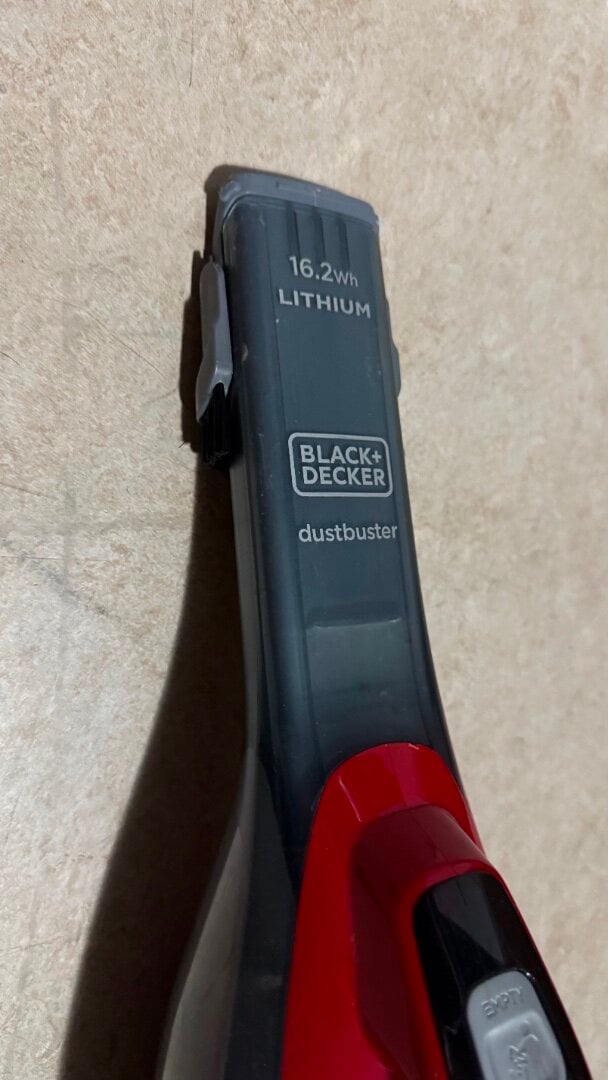 16.2Wh
LITHIUM
BLACK+
DECKER
dustbuster
EMPTY